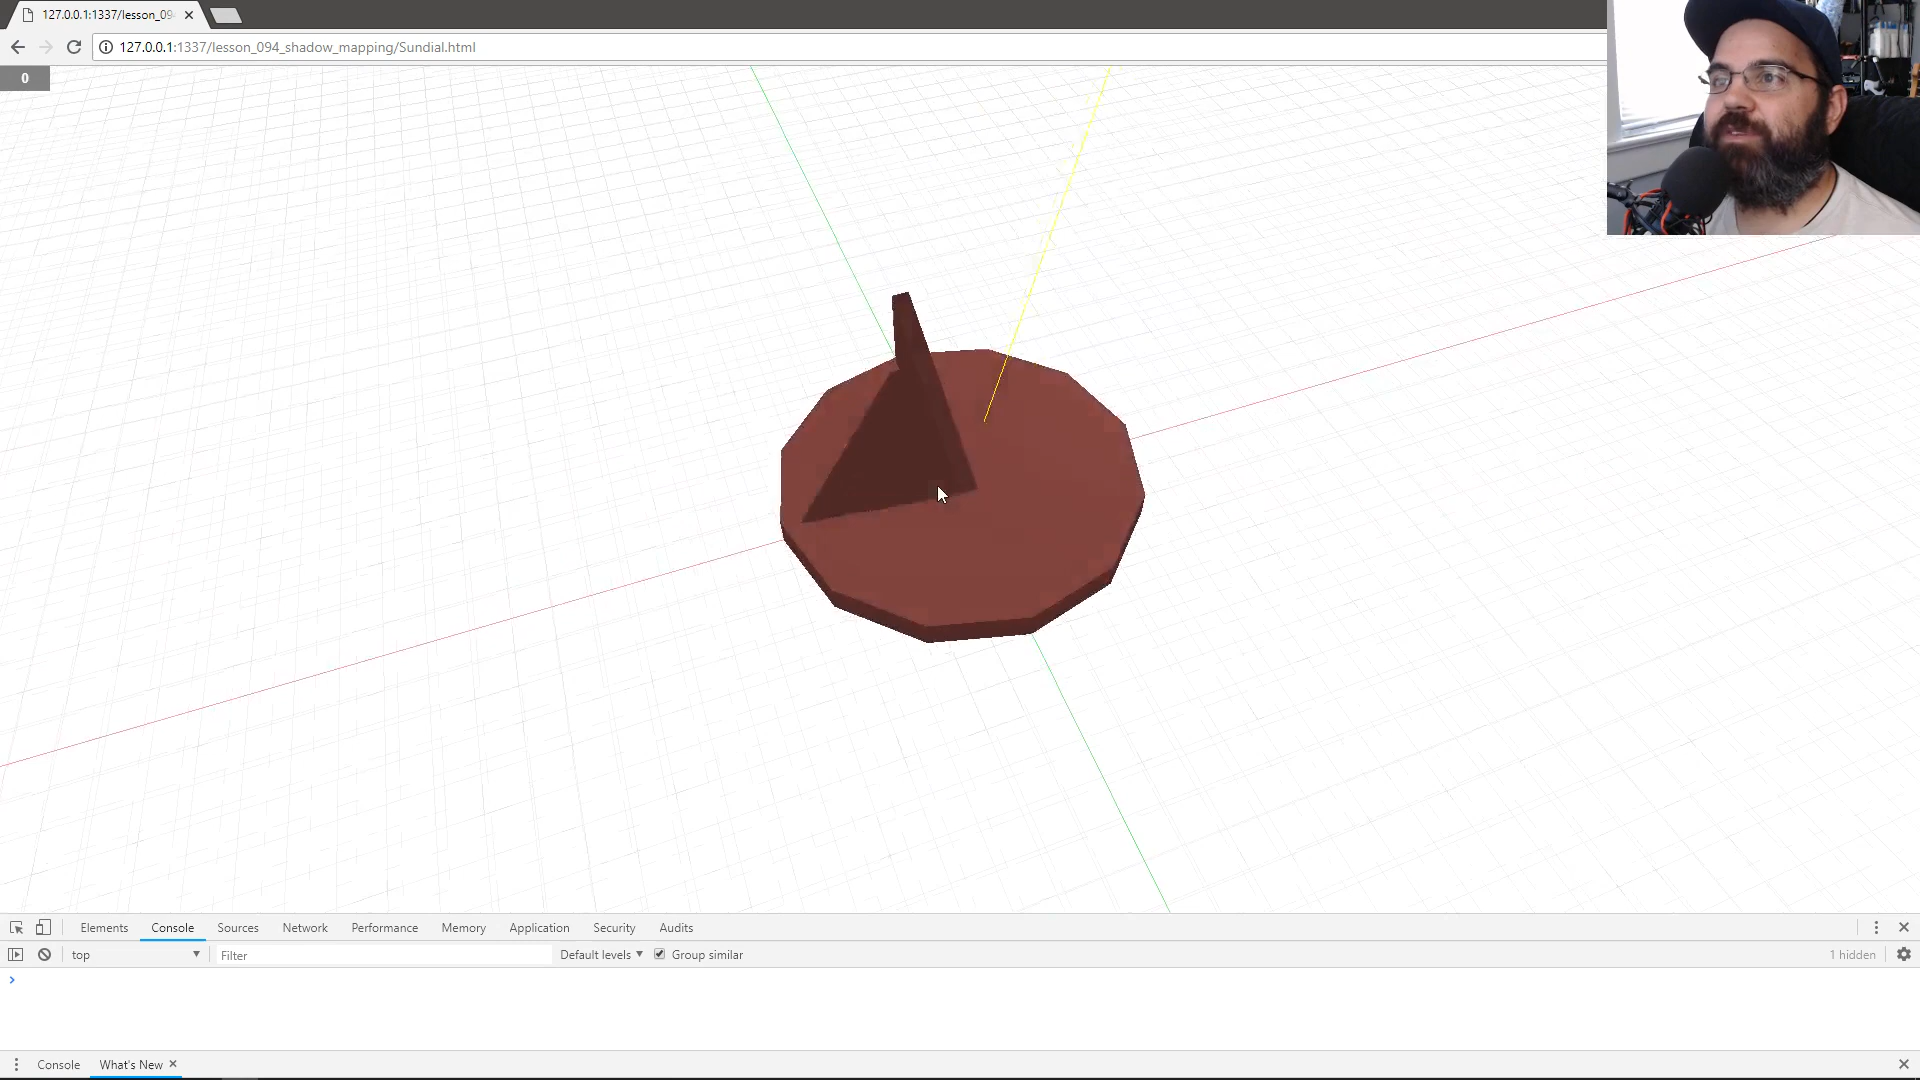 127.0.0.1:1337/lesson_09
127.0.0.1:1337/lesson_094_shadow_mapping/Sundial.html
0
Elements Console Sources Network Performance Memory Application Security Audits
top Filter Default levels Group similar 1 hidden
Console What's New